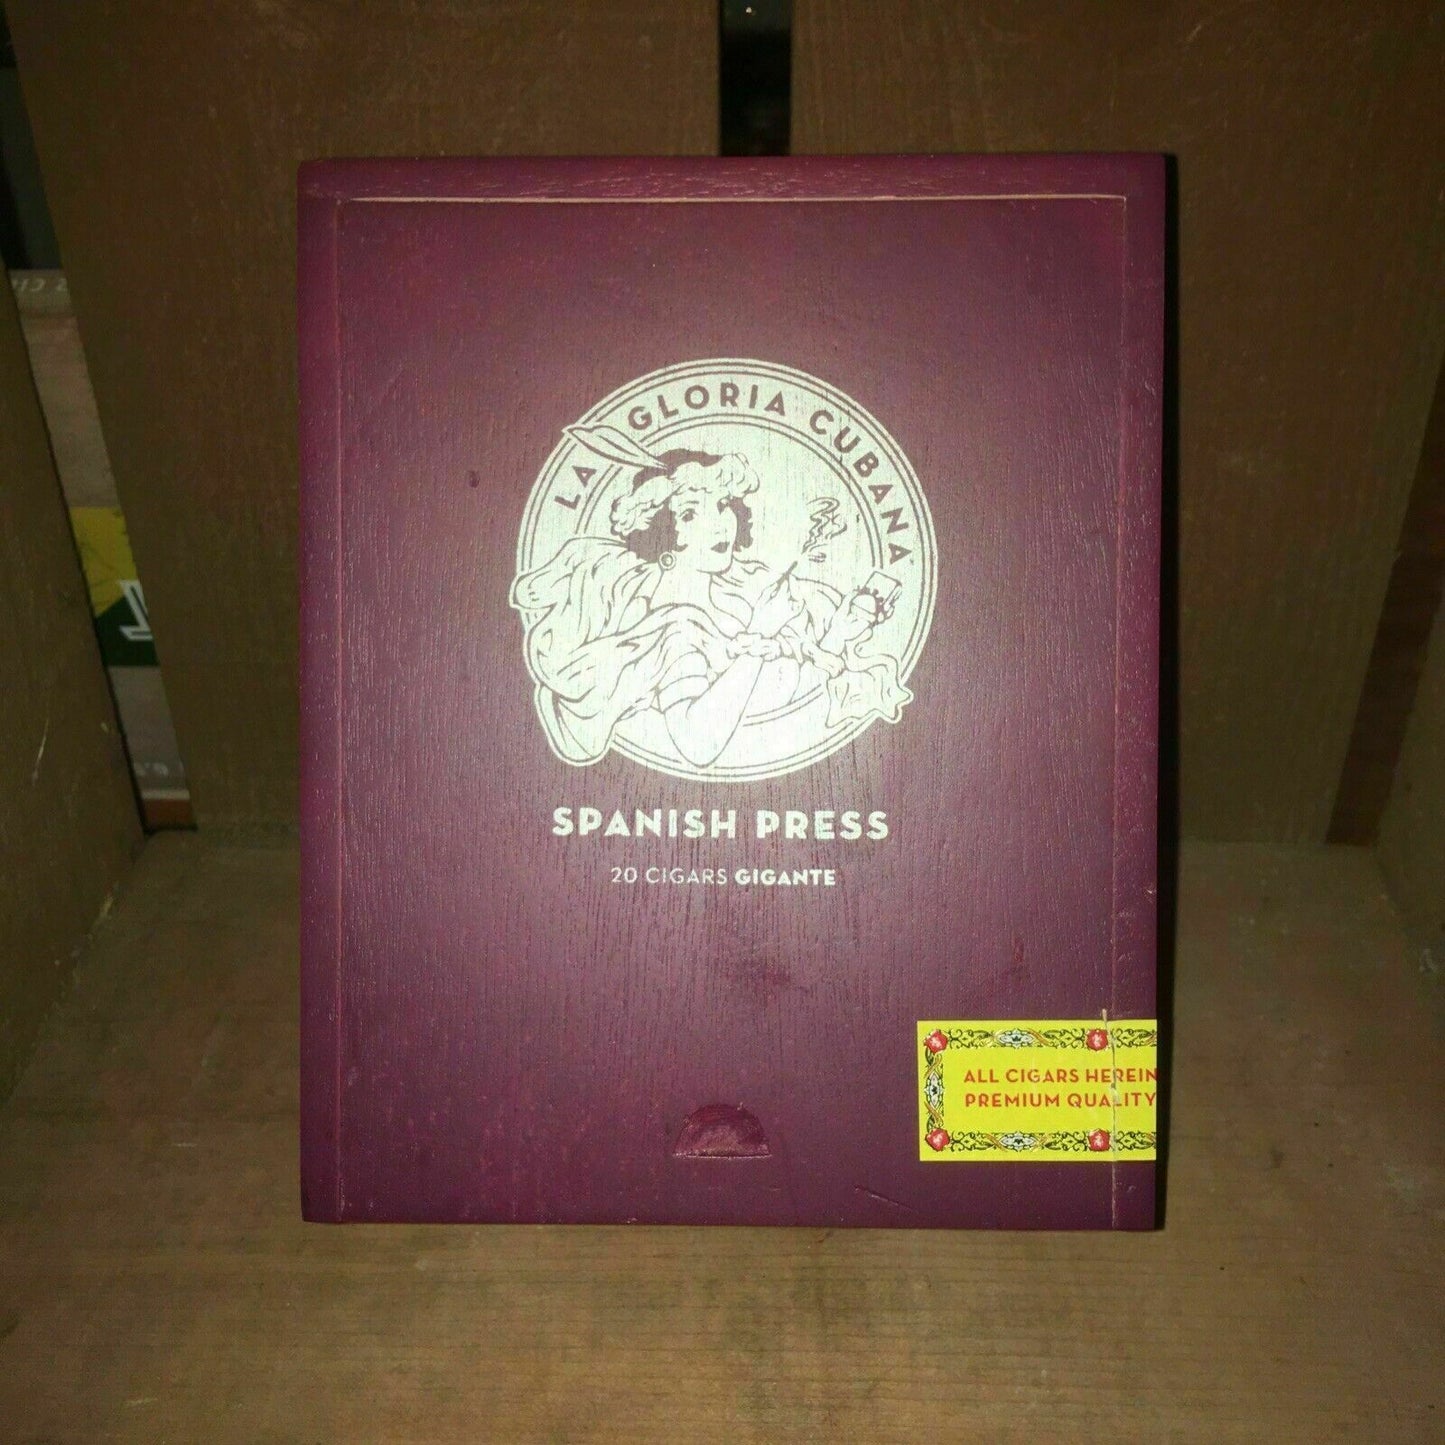 LA GLORIA CUBANA
SPANISH PRESS
20 CIGARS GIGANTE
ALL CIGARS HEREIN
PREMIUM QUALITY